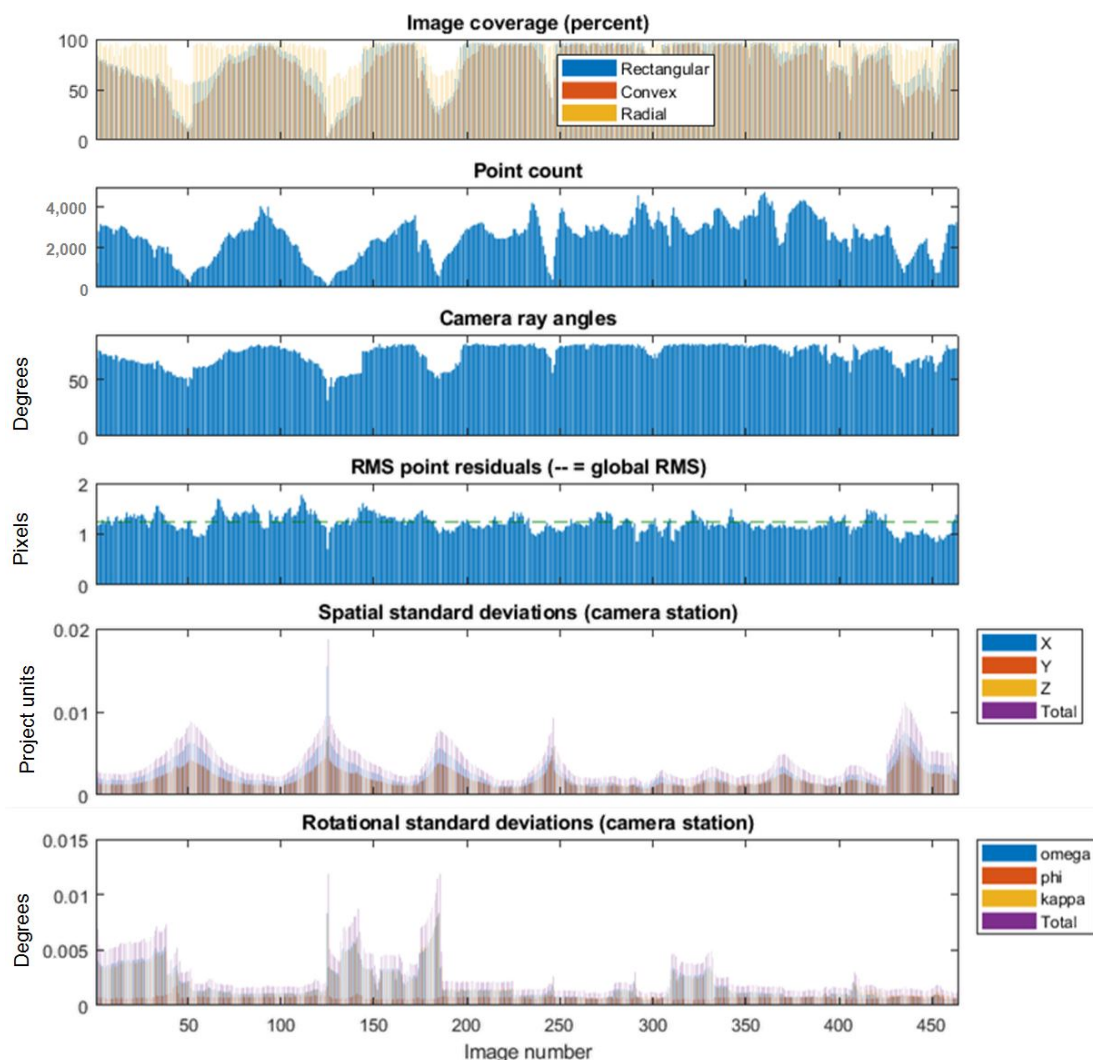 Image coverage (percent)
100
50
0
Rectangular
Convex
Radial
Point count
4,000
2,000
0
Camera ray angles
Degrees
50
0
RMS point residuals (-- = global RMS)
Pixels
2
1
0
Spatial standard deviations (camera station)
Project units
0.02
0.01
0
X
Y
Z
Total
Rotational standard deviations (camera station)
Degrees
0.015
0.01
0.005
0
omega
phi
kappa
Total
50 100 150 200 250 300 350 400 450
Image number